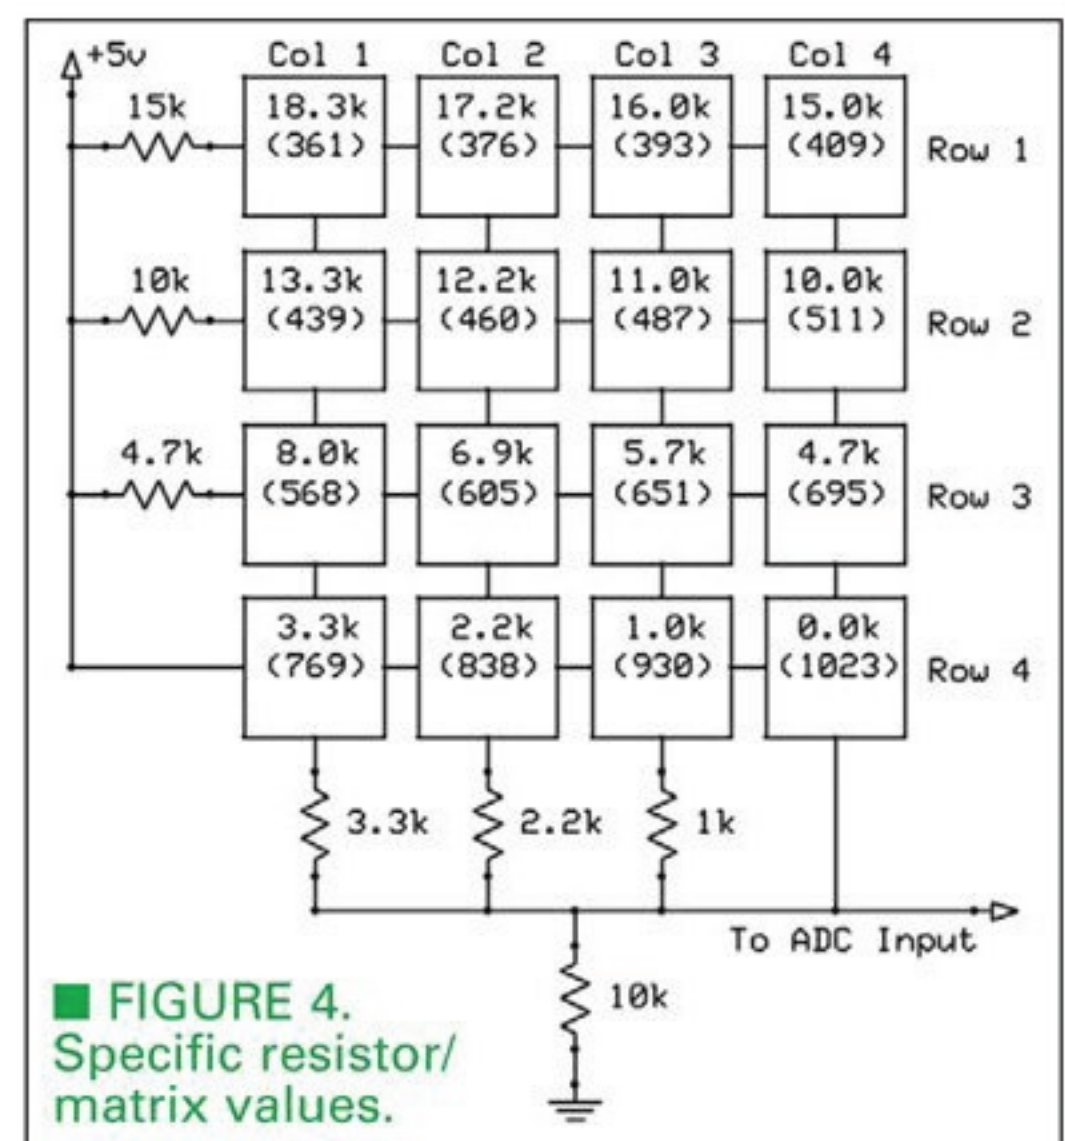 +5v
Col 1 Col 2 Col 3 Col 4
15k 18.3k 17.2k 16.0k 15.0k
(361) (376) (393) (409) Row 1
10k 13.3k 12.2k 11.0k 10.0k
(439) (460) (487) (511) Row 2
4.7k 8.0k 6.9k 5.7k 4.7k
(568) (605) (651) (695) Row 3
3.3k 2.2k 1.0k 0.0k
(769) (838) (930) (1023) Row 4
3.3k 2.2k 1k
To ADC Input
10k
FIGURE 4.
Specific resistor/
matrix values.